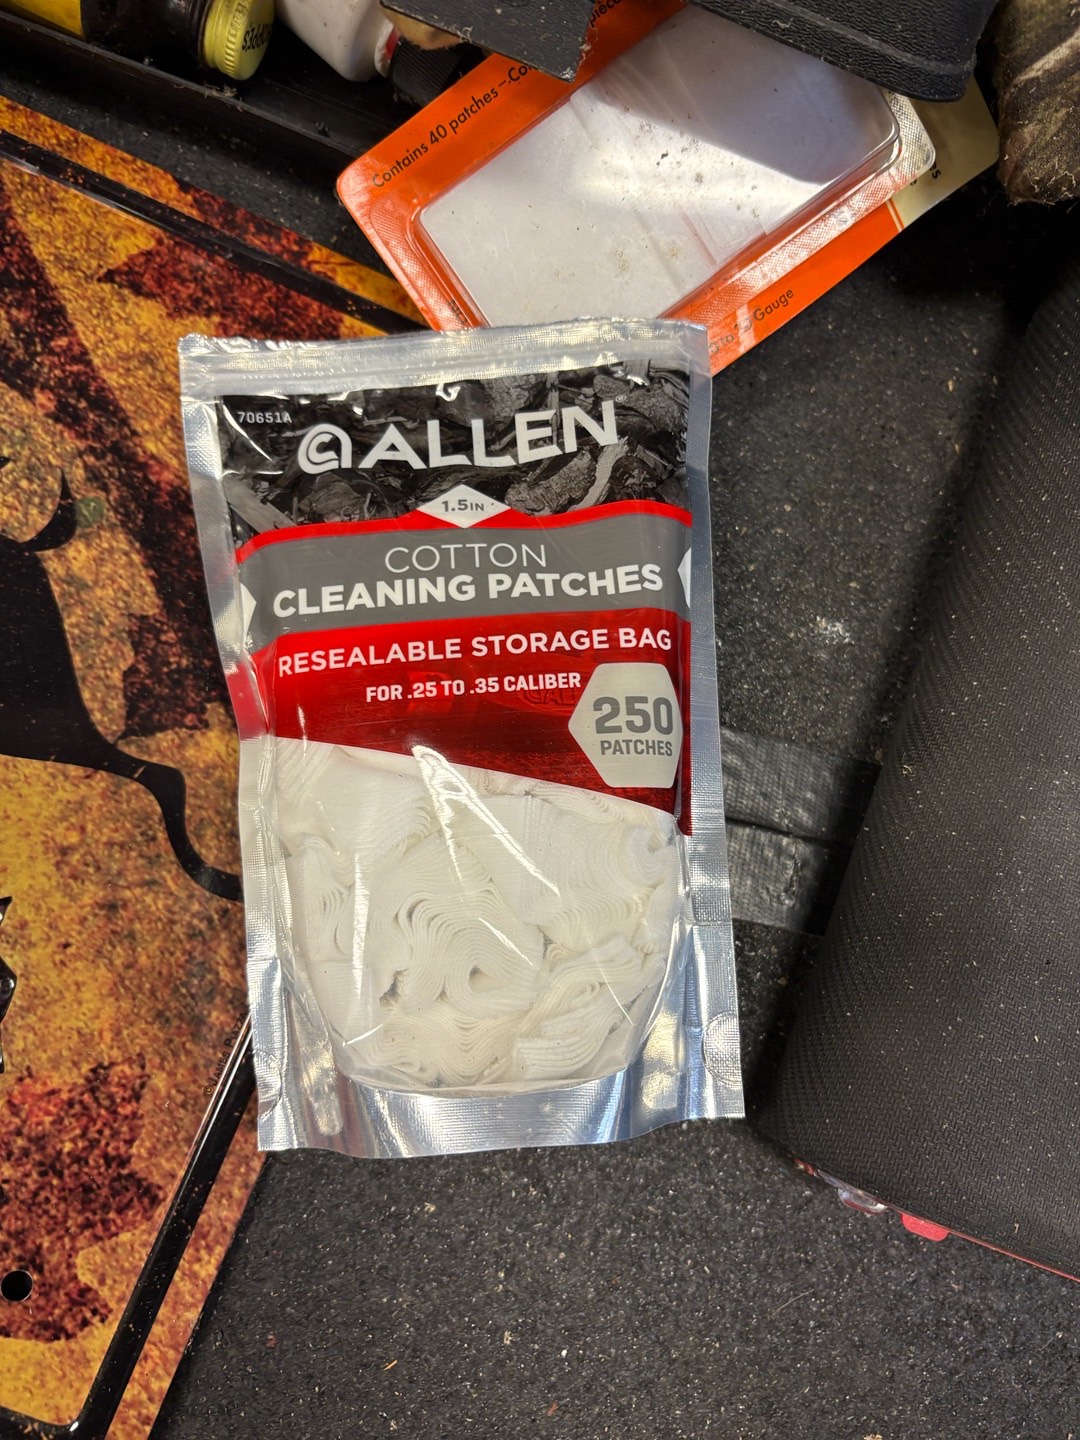 Contains 40 patches
Gauge
70651A
ALLEN
1.5IN
COTTON
CLEANING PATCHES
RESEALABLE STORAGE BAG
FOR .25 TO .35 CALIBER
250
PATCHES